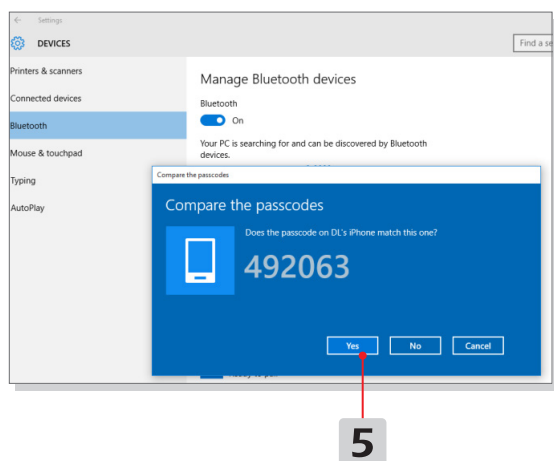 Settings
DEVICES
Find a se
Printers & scanners
Connected devices
Bluetooth
Mouse & touchpad
Typing
AutoPlay
Manage Bluetooth devices
Bluetooth
On
Your PC is searching for and can be discovered by Bluetooth
devices.
Compare the passcodes
Compare the passcodes
Does the passcode on DL's iPhone match this one?
492063
Yes No Cancel
5